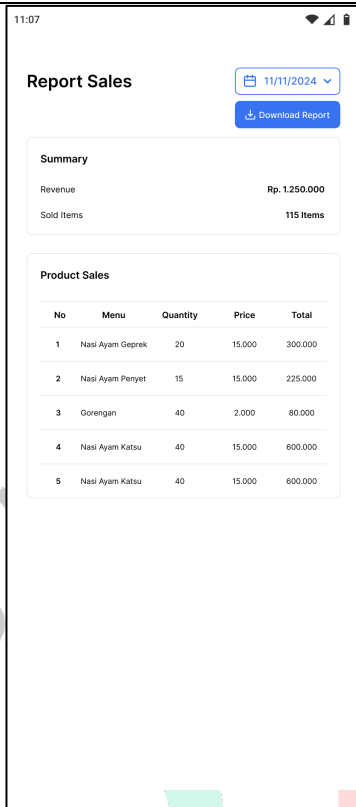 11:07
Report Sales
11/11/2024
Download Report
Summary
Revenue Rp. 1.250.000
Sold Items 115 Items
Product Sales
No Menu Quantity Price Total
1 Nasi Ayam Geprek 20 15.000 300.000
2 Nasi Ayam Penyet 15 15.000 225.000
3 Gorengan 40 2.000 80.000
4 Nasi Ayam Katsu 40 15.000 600.000
5 Nasi Ayam Katsu 40 15.000 600.000